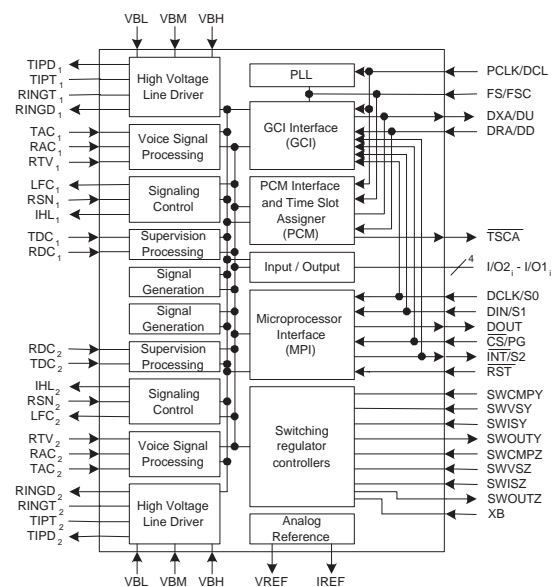 VBL VBM VBH
TIPD1
TIPT1
RINGT1
RINGD1
High Voltage
Line Driver
TAC1
RAC1
RTV1
Voice Signal
Processing
LFC1
RSN1
IHL1
Signaling
Control
TDC1
RDC1
Supervision
Processing
Signal
Generation
Signal
Generation
RDC2
TDC2
Supervision
Processing
IHL2
RSN2
LFC2
Signaling
Control
RTV2
RAC2
TAC2
Voice Signal
Processing
RINGD2
RINGT2
TIPT2
TIPD2
High Voltage
Line Driver
VBL VBM VBH
PLL
GCI Interface
(GCI)
PCM Interface
and Time Slot
Assigner
(PCM)
Input / Output
Microprocessor
Interface
(MPI)
Switching
regulator
controllers
Analog
Reference
VREF IREF
PCLK/DCL
FS/FSC
DXA/DU
DRA/DD
TSCA
4
I/O2i - I/O1i
DCLK/S0
DIN/S1
DOUT
CS/PG
INT/S2
RST
SWCMPY
SWVSY
SWISY
SWOUTY
SWCMPZ
SWVSZ
SWISZ
SWOUTZ
XB